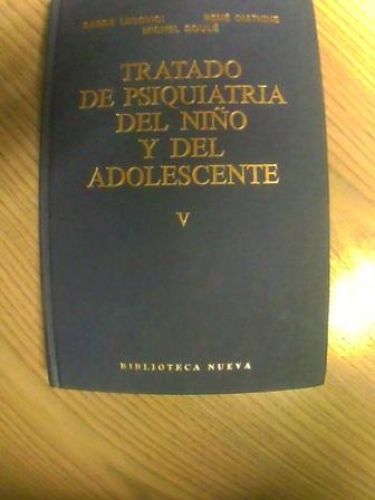 SERGE LEBOVICI RENÉ DIATKINE
MICHEL SOULÉ
TRATADO
DE PSIQUIATRIA
DEL NIÑO
Y DEL
ADOLESCENTE
V
BIBLIOTECA NUEVA